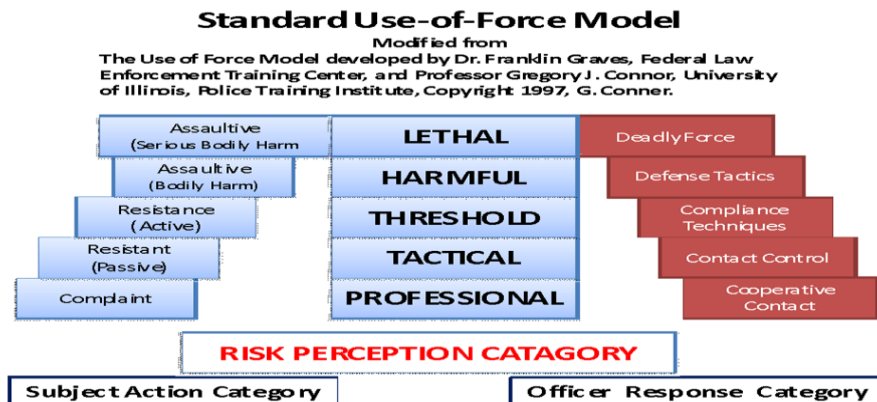 Standard Use-of-Force Model
Modified from
The Use of Force Model developed by Dr. Franklin Graves, Federal Law
Enforcement Training Center, and Professor Gregory J. Connor, University
of Illinois, Police Training Institute, Copyright 1997, G. Conner.
Assaultive
(Serious Bodily Harm
LETHAL
Deadly Force
Assaultive
(Bodily Harm)
HARMFUL
Defense Tactics
Resistance
(Active)
THRESHOLD
Compliance
Techniques
Resistant
(Passive)
TACTICAL
Contact Control
Complaint
PROFESSIONAL
Cooperative
Contact
RISK PERCEPTION CATAGORY
Subject Action Category
Officer Response Category